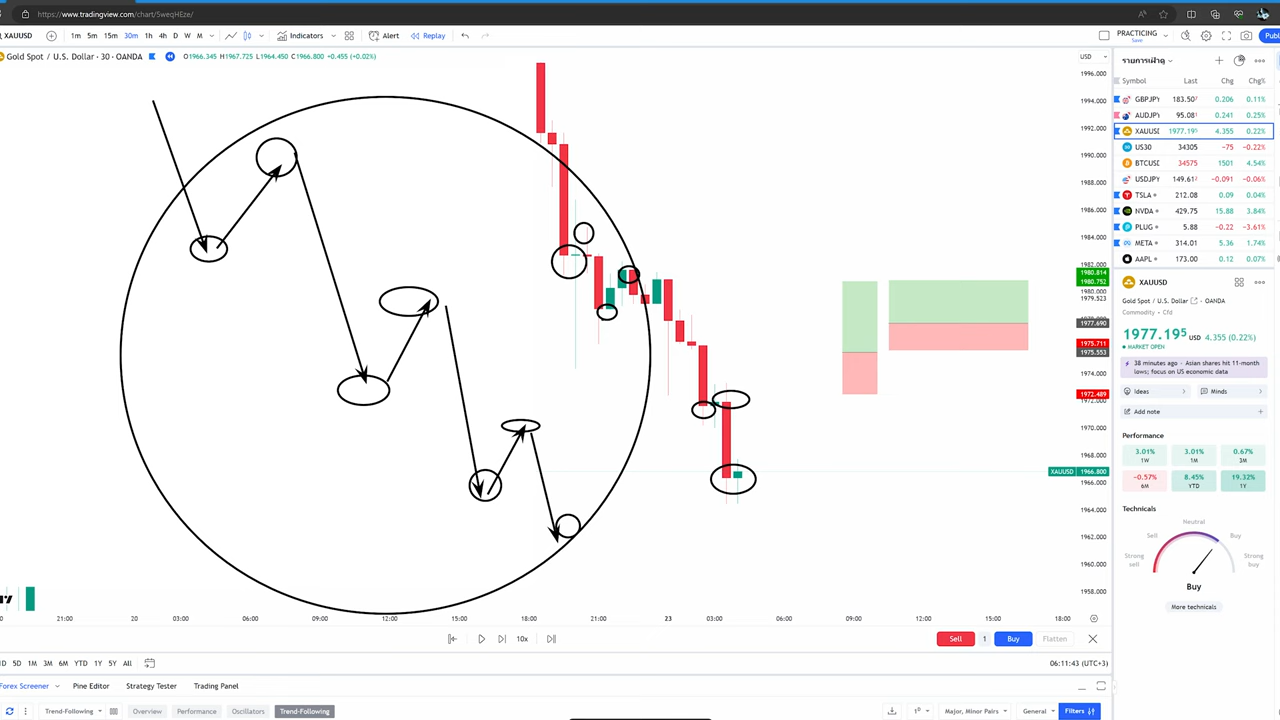 https://www.tradingview.com/chart/5weqHEze/
XAUUSD 1m 5m 15m 30m 1h 4h D W M Indicators Alert Replay PRACTICING Save Publ
Gold Spot / U.S. Dollar · 30 · OANDA O1966.345 H1967.725 L1964.450 C1966.800 +0.455 (+0.02%)
USD
1996.000
1994.000
1992.000
1990.000
1988.000
1986.000
1984.000
1982.000
1980.814
1980.752
1980.000
1979.523
1977.690
1975.711
1975.553
1974.000
1972.489
1972.000
1970.000
1968.000
XAUUSD 1966.800
1966.000
1964.000
1962.000
1960.000
1958.000
21:00 20 03:00 06:00 09:00 12:00 15:00 18:00 21:00 23 03:00 06:00 09:00 12:00 15:00 18:00
10x
Sell 1 Buy Flatten
D 5D 1M 3M 6M YTD 1Y 5Y All
06:11:43 (UTC+3)
Forex Screener Pine Editor Strategy Tester Trading Panel
Trend-Following Overview Performance Oscillators Trend-Following
Major, Minor Pairs General Filters
รายการเฝ้าดู
Symbol Last Chg Chg%
GBPJPY 183.507 0.206 0.11%
AUDJPY 95.081 0.241 0.25%
XAUUSD 1977.195 4.355 0.22%
US30 34305 −75 −0.22%
BTCUSD 34575 1501 4.54%
USDJPY 149.612 −0.091 −0.06%
TSLA 212.08 0.09 0.04%
NVDA 429.75 15.88 3.84%
PLUG 5.88 −0.22 −3.61%
META 314.01 5.36 1.74%
AAPL 173.00 0.12 0.07%
XAUUSD
Gold Spot / U.S. Dollar · OANDA
Commodity · Cfd
1977.195 USD 4.355 (0.22%)
MARKET OPEN
38 minutes ago · Asian shares hit 11-month
lows; focus on US economic data
Ideas Minds
Add note
Performance
3.01% 3.01% 0.67%
1W 1M 3M
−0.57% 8.45% 19.32%
6M YTD 1Y
Technicals
Neutral
Sell Buy
Strong sell Strong buy
Buy
More technicals